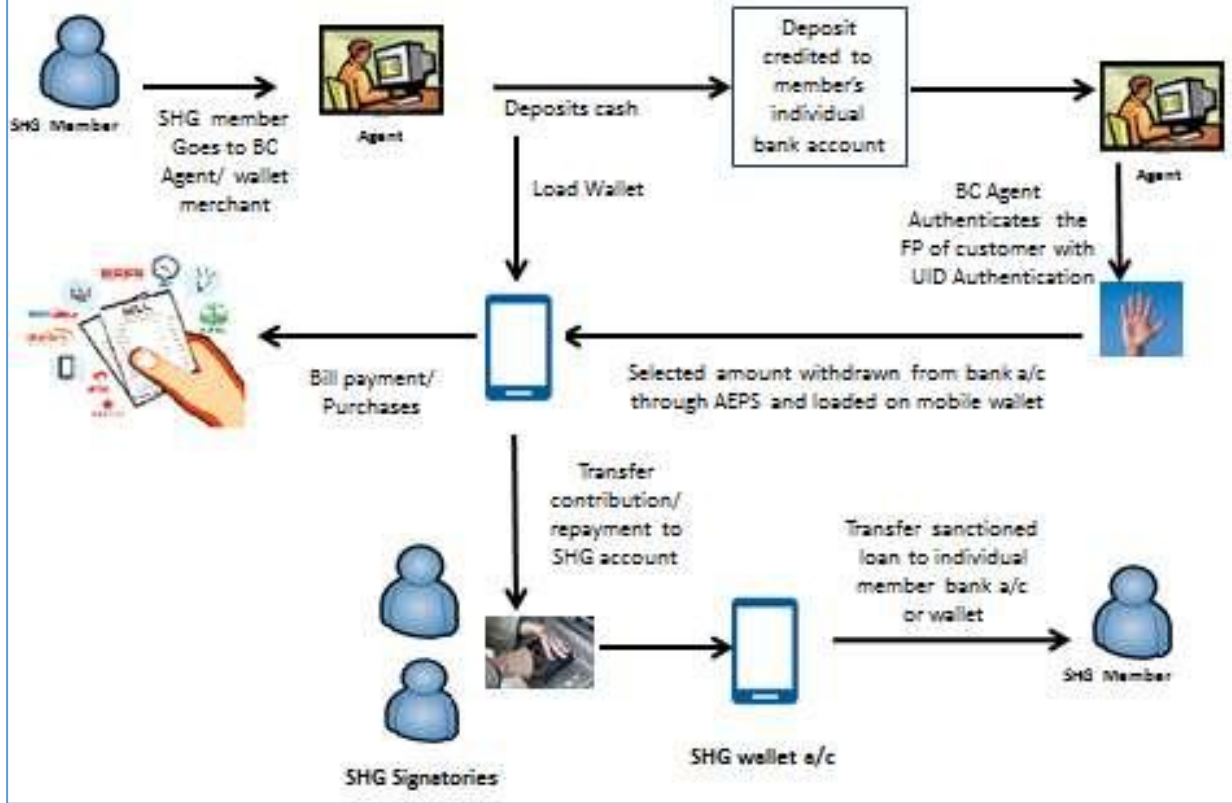 SHG Member
SHG member
Goes to BC
Agent/ wallet
merchant
Agent
Deposits cash
Load Wallet
Deposit
credited to
member's
individual
bank account
Agent
BC Agent
Authenticates the
FP of customer with
UID Authentication
BILL
Bill payment/
Purchases
Selected amount withdrawn from bank a/c
through AEPS and loaded on mobile wallet
Transfer
contribution/
repayment to
SHG account
Transfer sanctioned
loan to individual
member bank a/c
or wallet
SHG Member
SHG wallet a/c
SHG Signatories